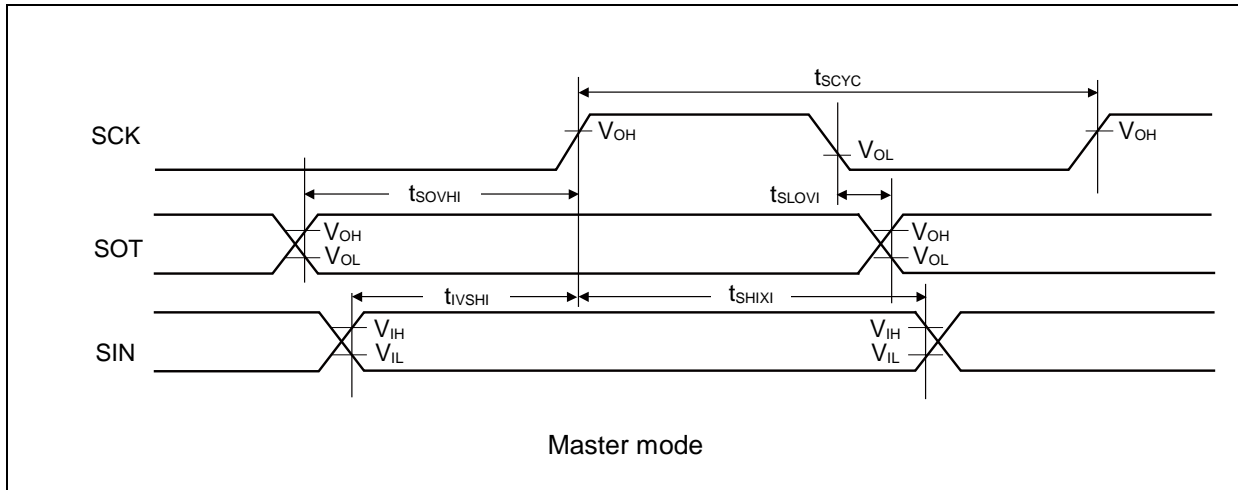 tSCYC
SCK
VOH
VOL
VOH
tSOVHI
tSLOVI
SOT
VOH
VOL
VOH
VOL
tIVSHI
tSHIXI
SIN
VIH
VIL
VIH
VIL
Master mode